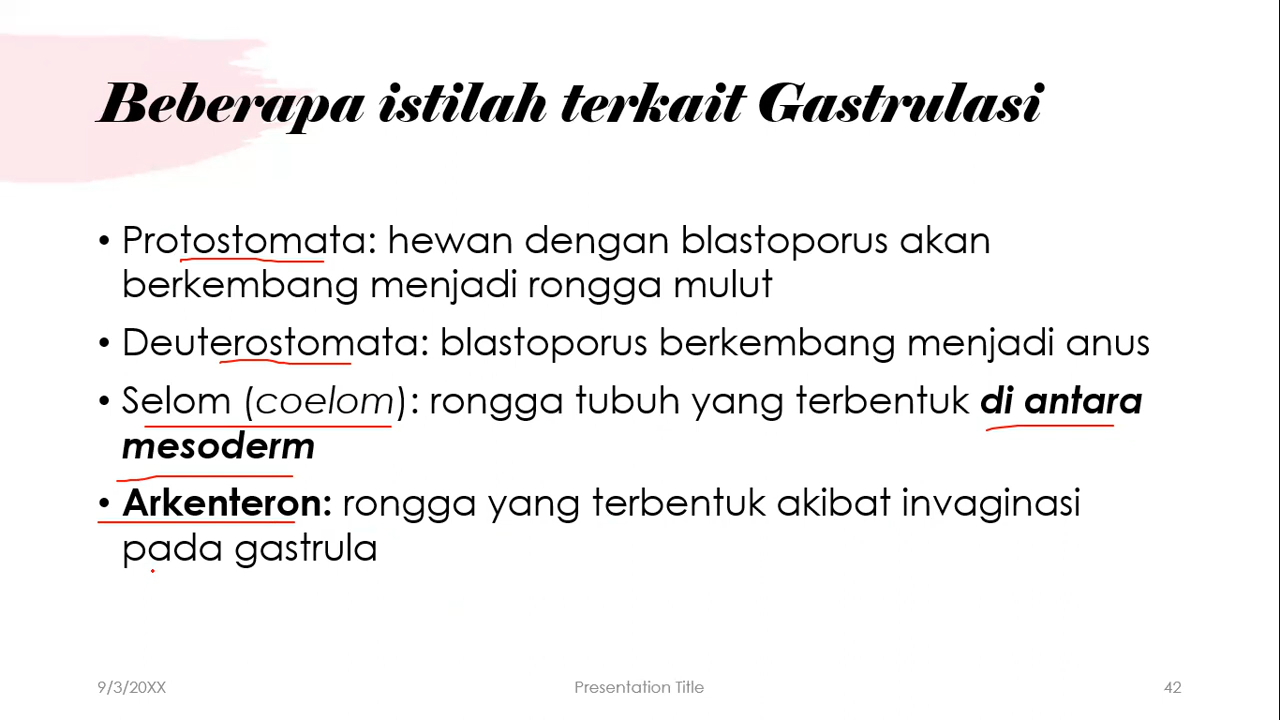 Beberapa istilah terkait Gastrulasi
• Protostomata: hewan dengan blastoporus akan
berkembang menjadi rongga mulut
• Deuterostomata: blastoporus berkembang menjadi anus
• Selom (coelom): rongga tubuh yang terbentuk di antara
mesoderm
• Arkenteron: rongga yang terbentuk akibat invaginasi
pada gastrula
9/3/20XX
Presentation Title
42